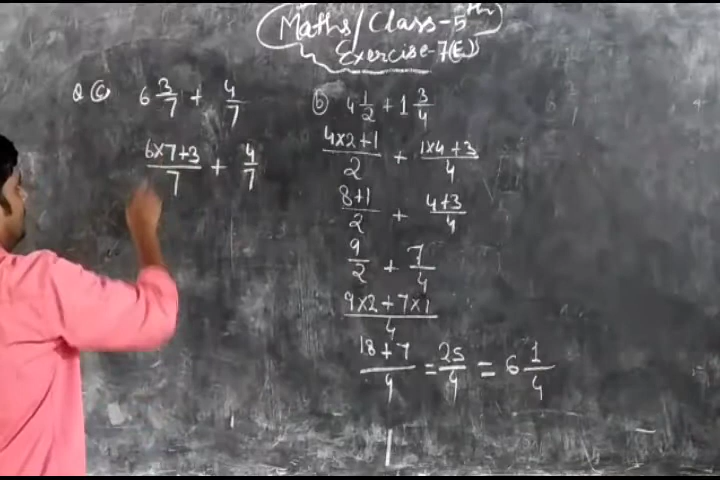 Maths/Class-5th
Exercise-7(E)
Q (c) 6 3/7 + 4/7
6×7+3/7 + 4/7
(b) 4 1/2 + 1 3/4
4×2+1/2 + 1×4+3/4
8+1/2 + 4+3/4
9/2 + 7/4
9×2+7×1/4
18+7/4 = 25/4 = 6 1/4